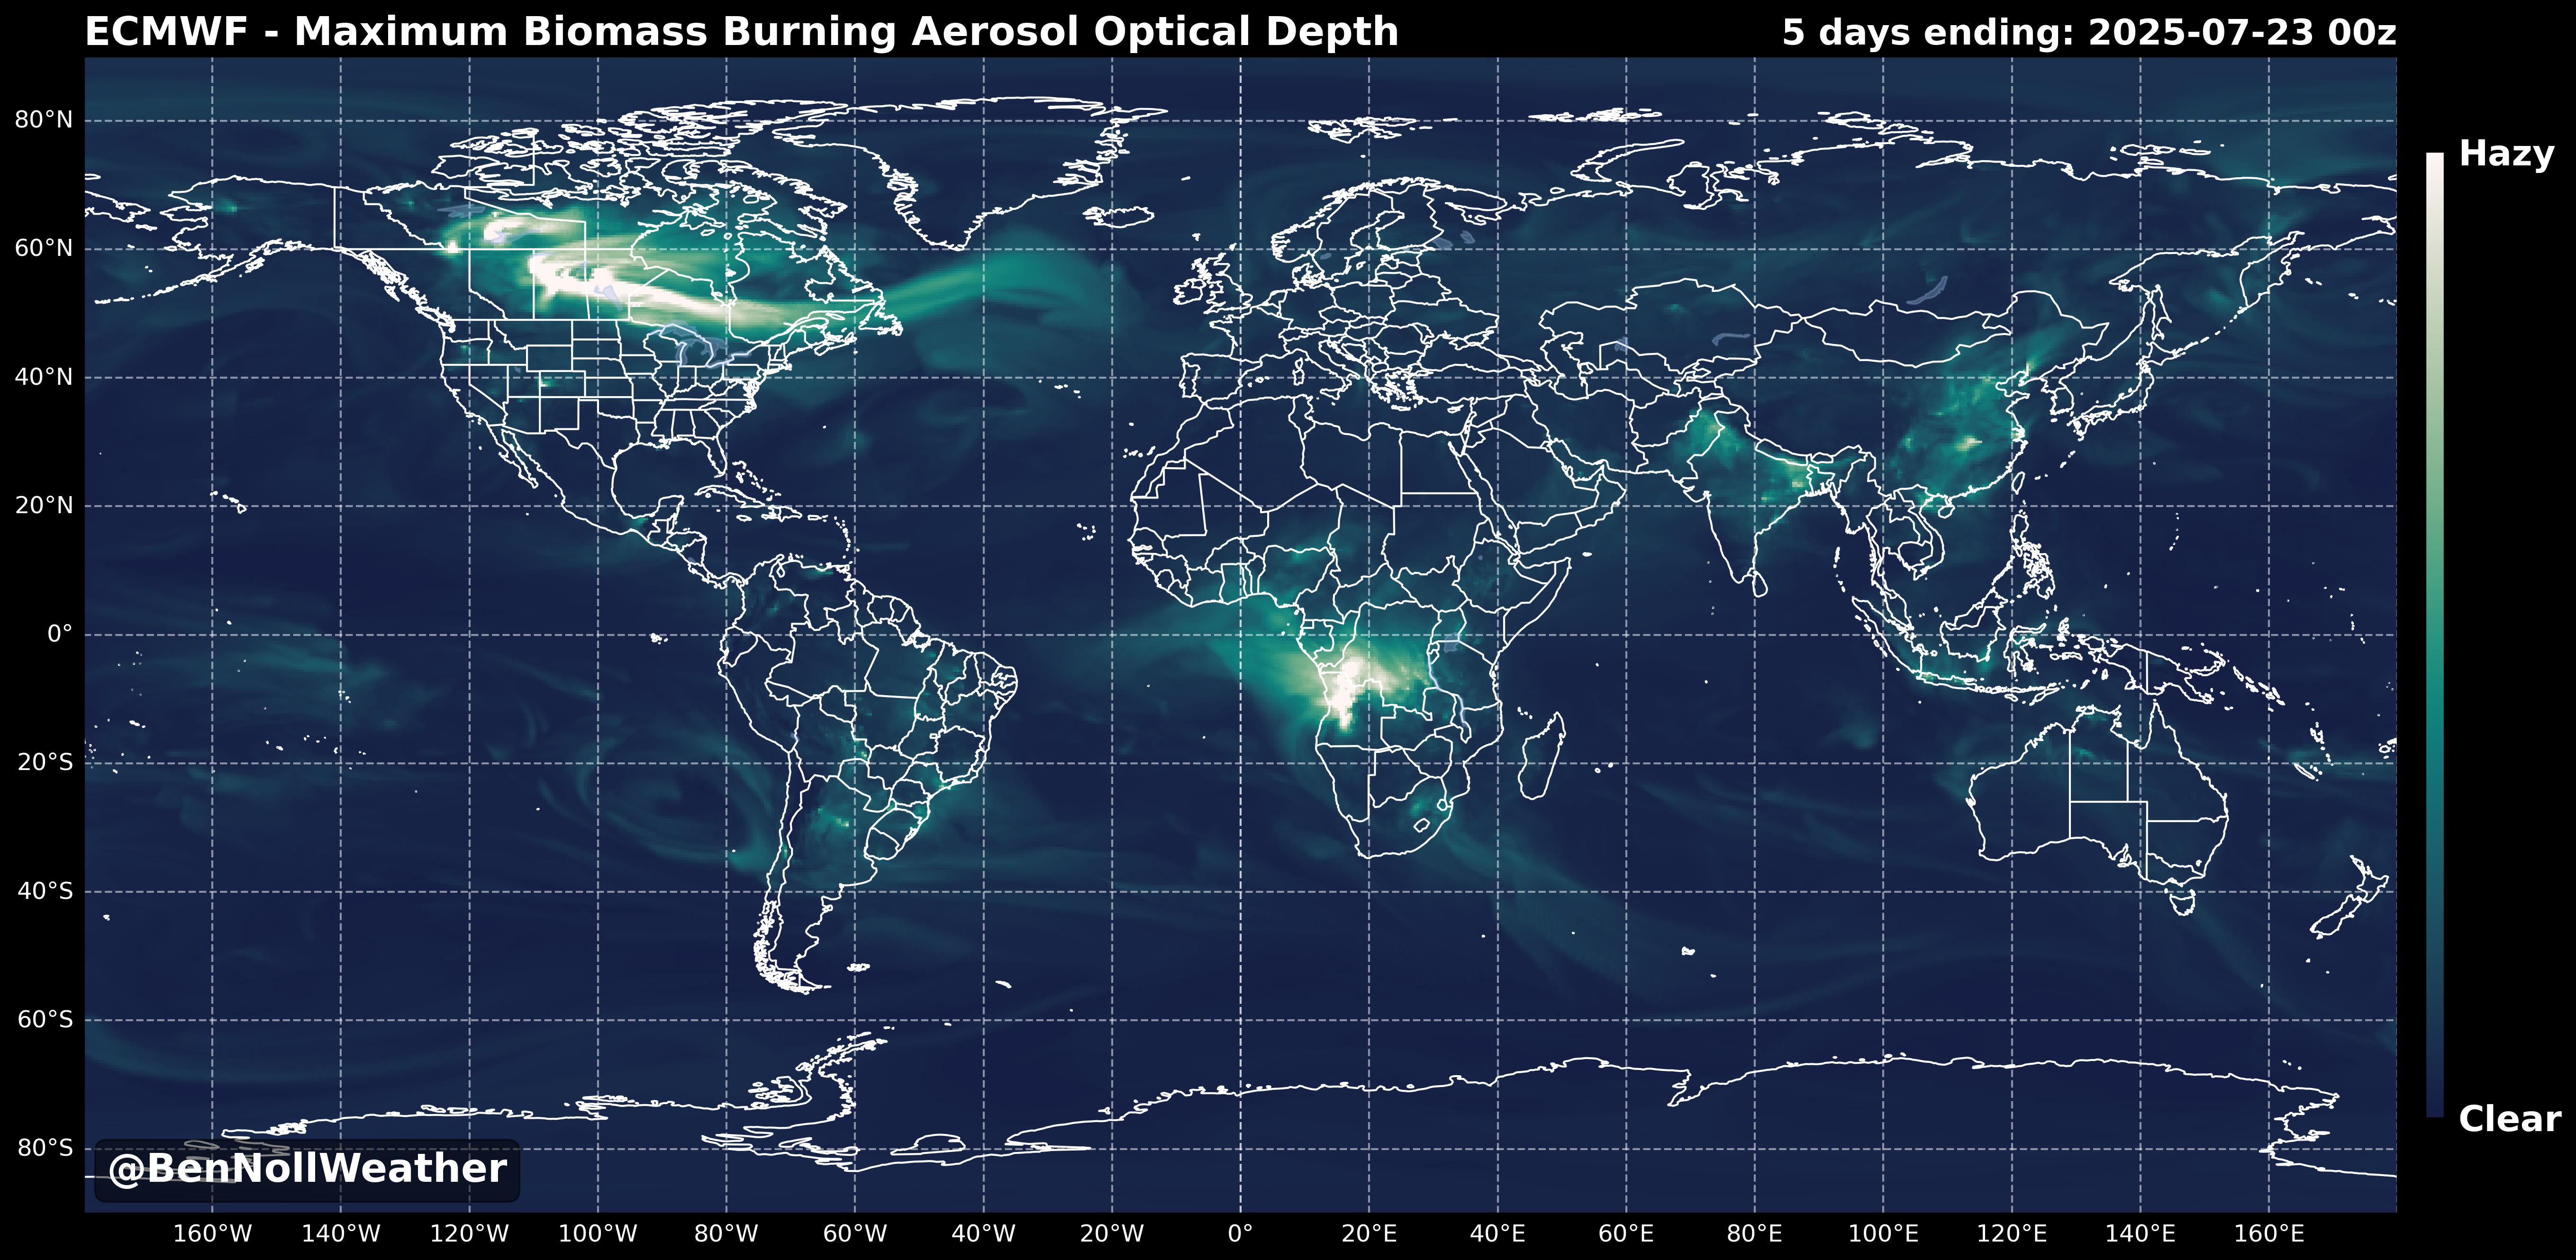 ECMWF - Maximum Biomass Burning Aerosol Optical Depth
5 days ending: 2025-07-23 00z
Hazy
80°N
60°N
40°N
20°N
0°
20°S
40°S
60°S
80°S
Clear
@BenNollWeather
160°W 140°W 120°W 100°W 80°W 60°W 40°W 20°W 0° 20°E 40°E 60°E 80°E 100°E 120°E 140°E 160°E